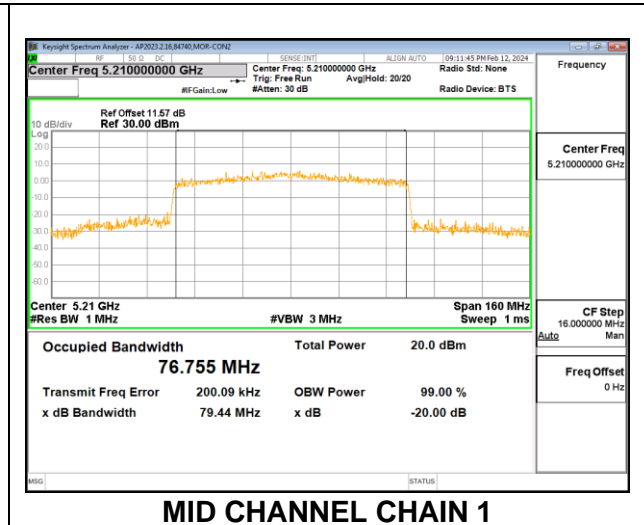 Keysight Spectrum Analyzer - AP2023.2.16,84740,MOR-CON2
RF 50 Ω DC SENSE:INT ALIGN AUTO 09:11:45 PM Feb 12, 2024
Center Freq 5.210000000 GHz Center Freq: 5.210000000 GHz Radio Std: None Frequency
Trig: Free Run Avg|Hold: 20/20
#IFGain:Low #Atten: 30 dB Radio Device: BTS
Ref Offset 11.57 dB
10 dB/div Ref 30.00 dBm
Log
20.0
10.0
0.00
-10.0
-20.0
-30.0
-40.0
-50.0
-60.0
Center Freq
5.210000000 GHz
Center 5.21 GHz Span 160 MHz
#Res BW 1 MHz #VBW 3 MHz Sweep 1 ms
CF Step
16.000000 MHz
Auto Man
Occupied Bandwidth Total Power 20.0 dBm
76.755 MHz
Transmit Freq Error 200.09 kHz OBW Power 99.00 %
x dB Bandwidth 79.44 MHz x dB -20.00 dB
Freq Offset
0 Hz
MSG STATUS
MID CHANNEL CHAIN 1